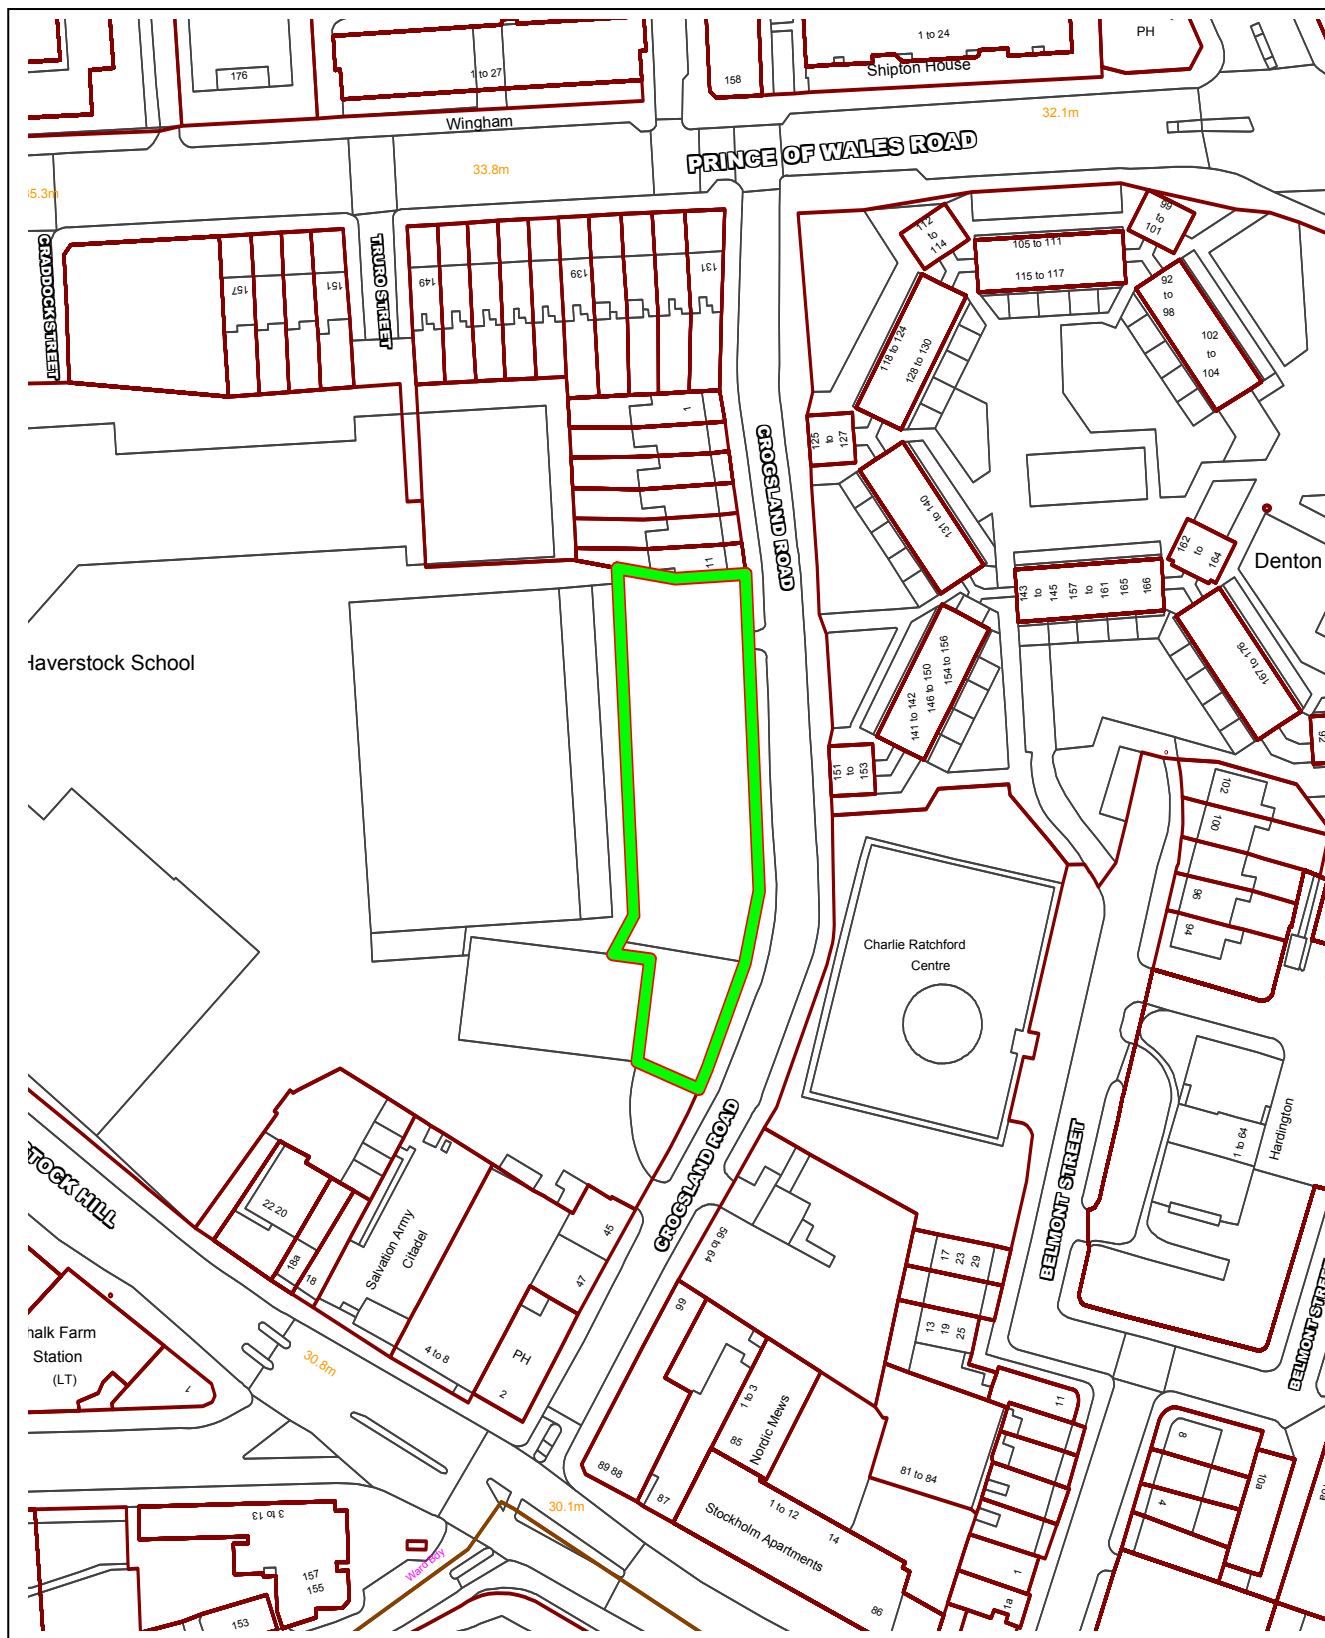 1 to 24
PH
176
1 to 27
158
Shipton House
Wingham
32.1m
PRINCE OF WALES ROAD
33.8m
35.3m
CRADDOCK STREET
TRURO STREET
157
151
149
139
131
112
to
114
105 to 111
115 to 117
99
to
101
92
to
98
102
to
104
118 to 124
128 to 130
1
CROGSLAND ROAD
125
to
127
131 to 140
11
162
to
164
Denton
143
to
145
157
to
161
165
166
Haverstock School
141 to 142
146 to 150
154 to 156
167 to 176
151
to
153
92
102
100
96
94
Charlie Ratchford
Centre
CROGSLAND ROAD
BELMONT STREET
1 to 64
Hardington
STOCK HILL
22 20
18a
18
Salvation Army
Citadel
45
47
56 to 64
17
23
29
13
19
25
BELMONT STREET
halk Farm
Station
(LT)
1
30.8m
4 to 8
PH
2
99
1 to 3
85
Nordic Mews
89 88
87
81 to 84
11
8
4
10a
10a
30.1m
1 to 12
14
Stockholm Apartments
86
1
1a
3 to 13
157
155
153
Ward Bdy